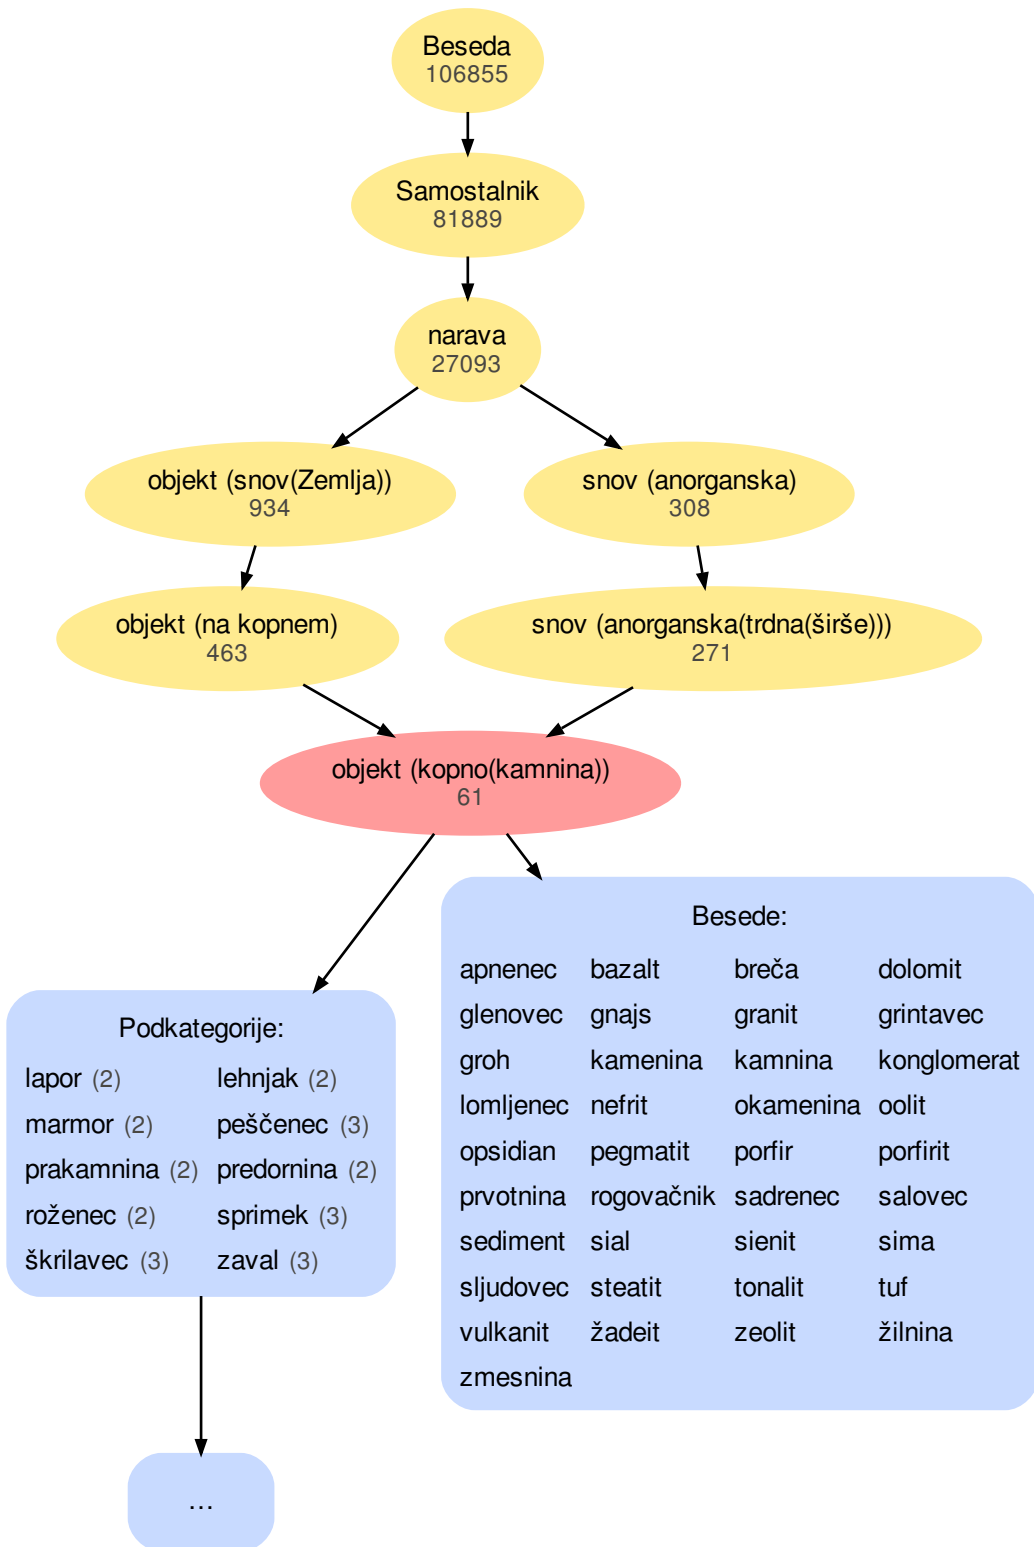 Beseda
106855
Samostalnik
81889
narava
27093
objekt (snov(Zemlja))
934
snov (anorganska)
308
objekt (na kopnem)
463
snov (anorganska(trdna(širše)))
271
objekt (kopno(kamnina))
61
Besede:
apnenec bazalt breča dolomit
glenovec gnajs granit grintavec
groh kamenina kamnina konglomerat
lomljenec nefrit okamenina oolit
opsidian pegmatit porfir porfirit
prvotnina rogovačnik sadrenec salovec
sediment sial sienit sima
sljudovec steatit tonalit tuf
vulkanit žadeit zeolit žilnina
zmesnina
Podkategorije:
lapor (2) lehnjak (2)
marmor (2) peščenec (3)
prakamnina (2) predornina (2)
roženec (2) sprimek (3)
škrilavec (3) zaval (3)
...